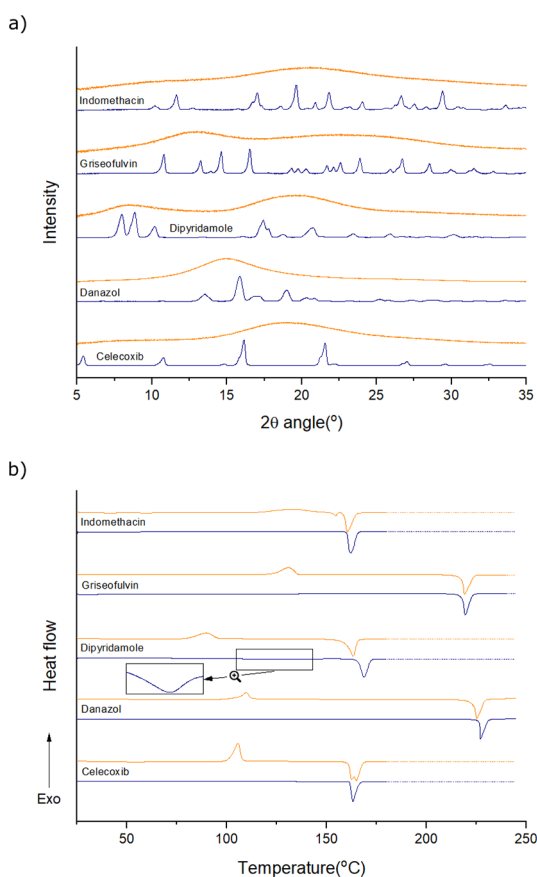 a)
Intensity
Indomethacin
Griseofulvin
Dipyridamole
Danazol
Celecoxib
5 10 15 20 25 30 35
2θ angle(º)
b)
Heat flow
Exo
Indomethacin
Griseofulvin
Dipyridamole
Danazol
Celecoxib
50 100 150 200 250
Temperature(ºC)